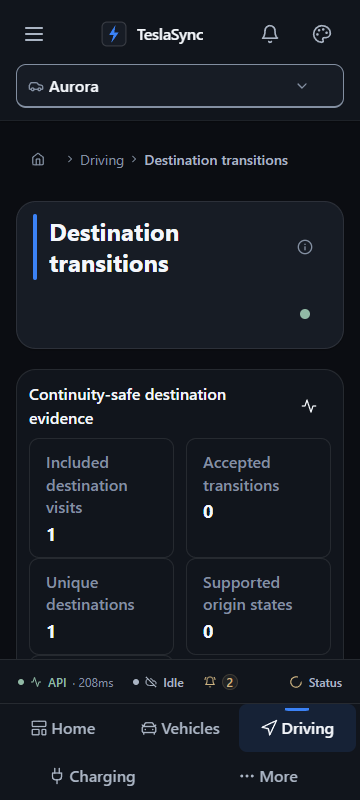 TeslaSync
Aurora
Driving
Destination transitions
Destination
transitions
Continuity-safe destination
evidence
Included
destination
visits
1
Accepted
transitions
0
Unique
destinations
1
Supported
origin states
0
API · 208ms
Idle
2
Status
Home
Vehicles
Driving
Charging
More